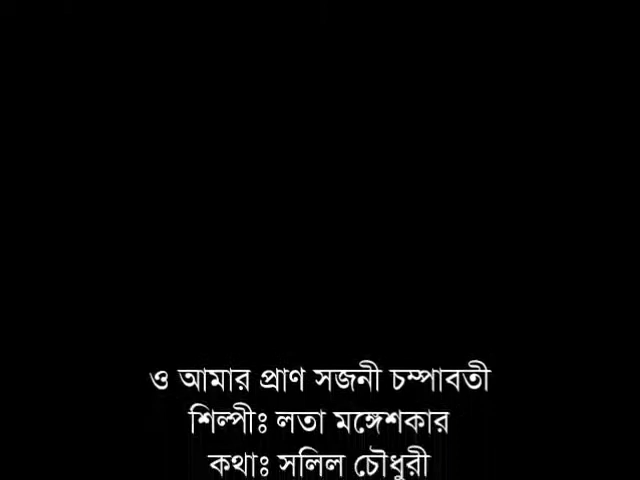 ও আমার প্রাণ সজনী চম্পাবতী
শিল্পীঃ লতা মঙ্গেশকার
কথাঃ সলিল চৌধুরী